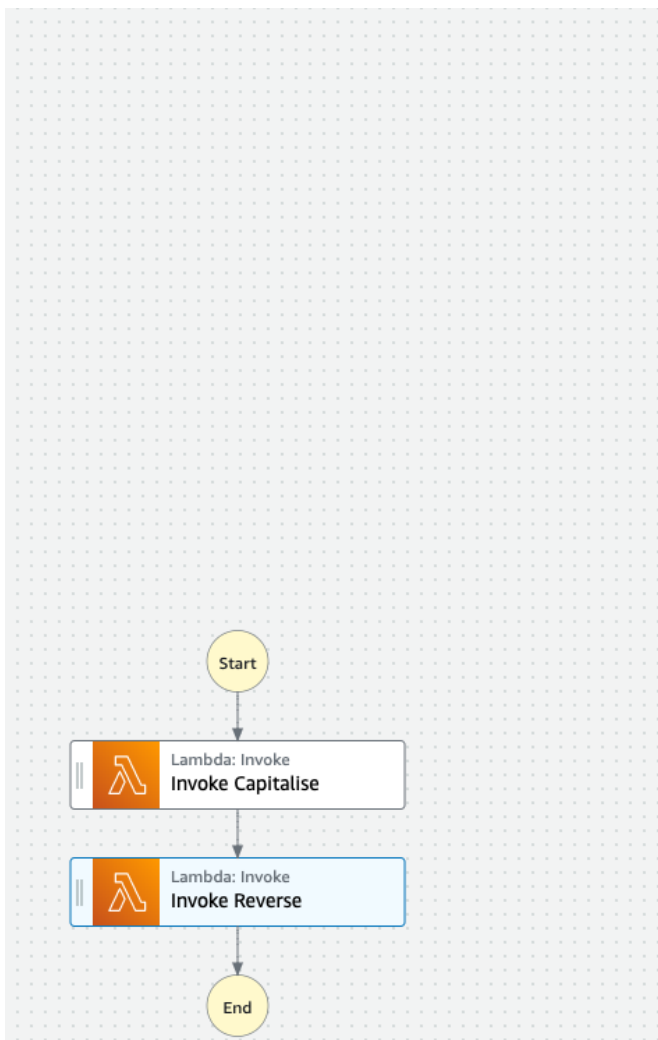 Start
Lambda: Invoke
Invoke Capitalise
Lambda: Invoke
Invoke Reverse
End